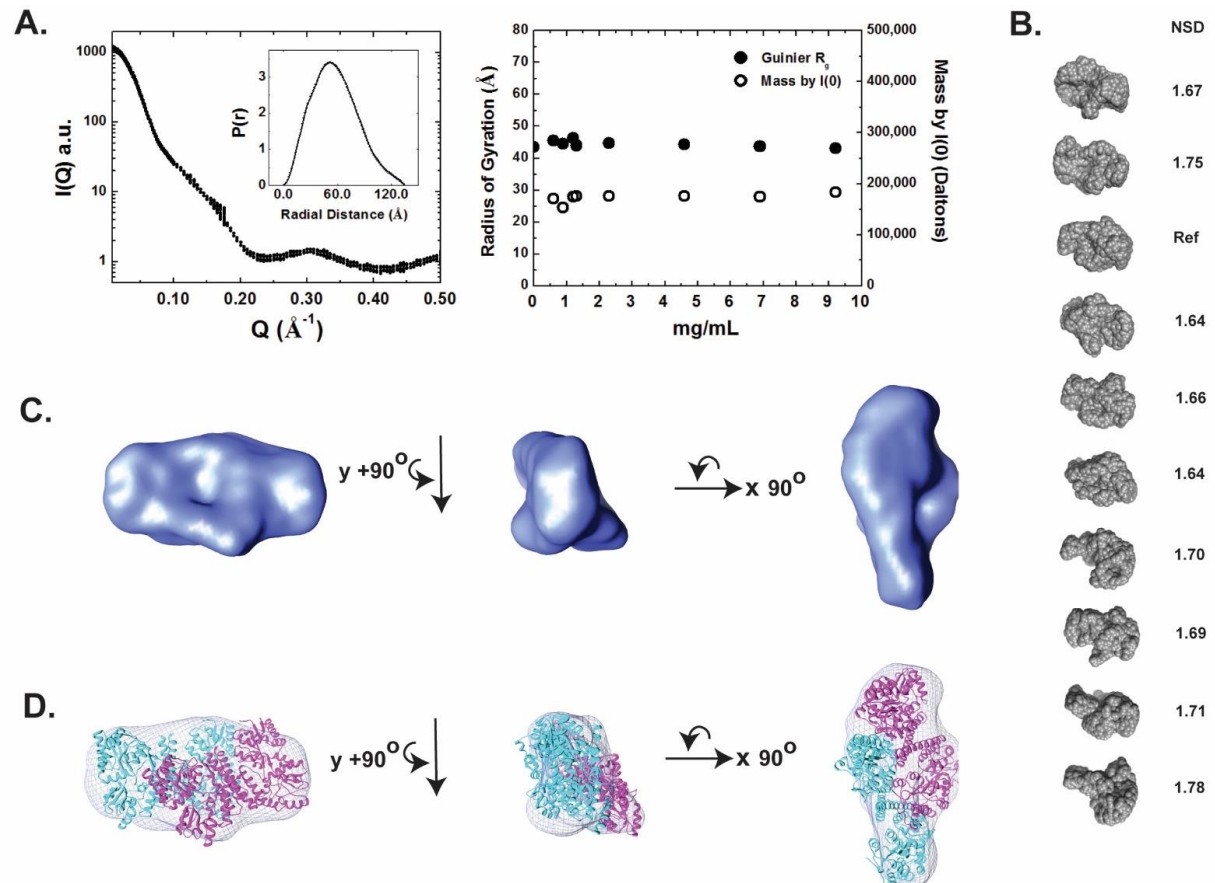 A.
I(Q) a.u.
1000
100
10
1
0.10 0.20 0.30 0.40 0.50
Q (Å⁻¹)
P(r)
3
2
1
0
0.0 60.0 120.0
Radial Distance (Å)
Radius of Gyration (Å)
80
70
60
50
40
30
20
10
0
0 1 2 3 4 5 6 7 8 9 10
mg/mL
Guinier Rg
Mass by I(0)
500,000
400,000
300,000
200,000
100,000
0
Mass by I(0) (Daltons)
B.
NSD
1.67
1.75
Ref
1.64
1.66
1.64
1.70
1.69
1.71
1.78
C.
y +90°
x 90°
D.
y +90°
x 90°